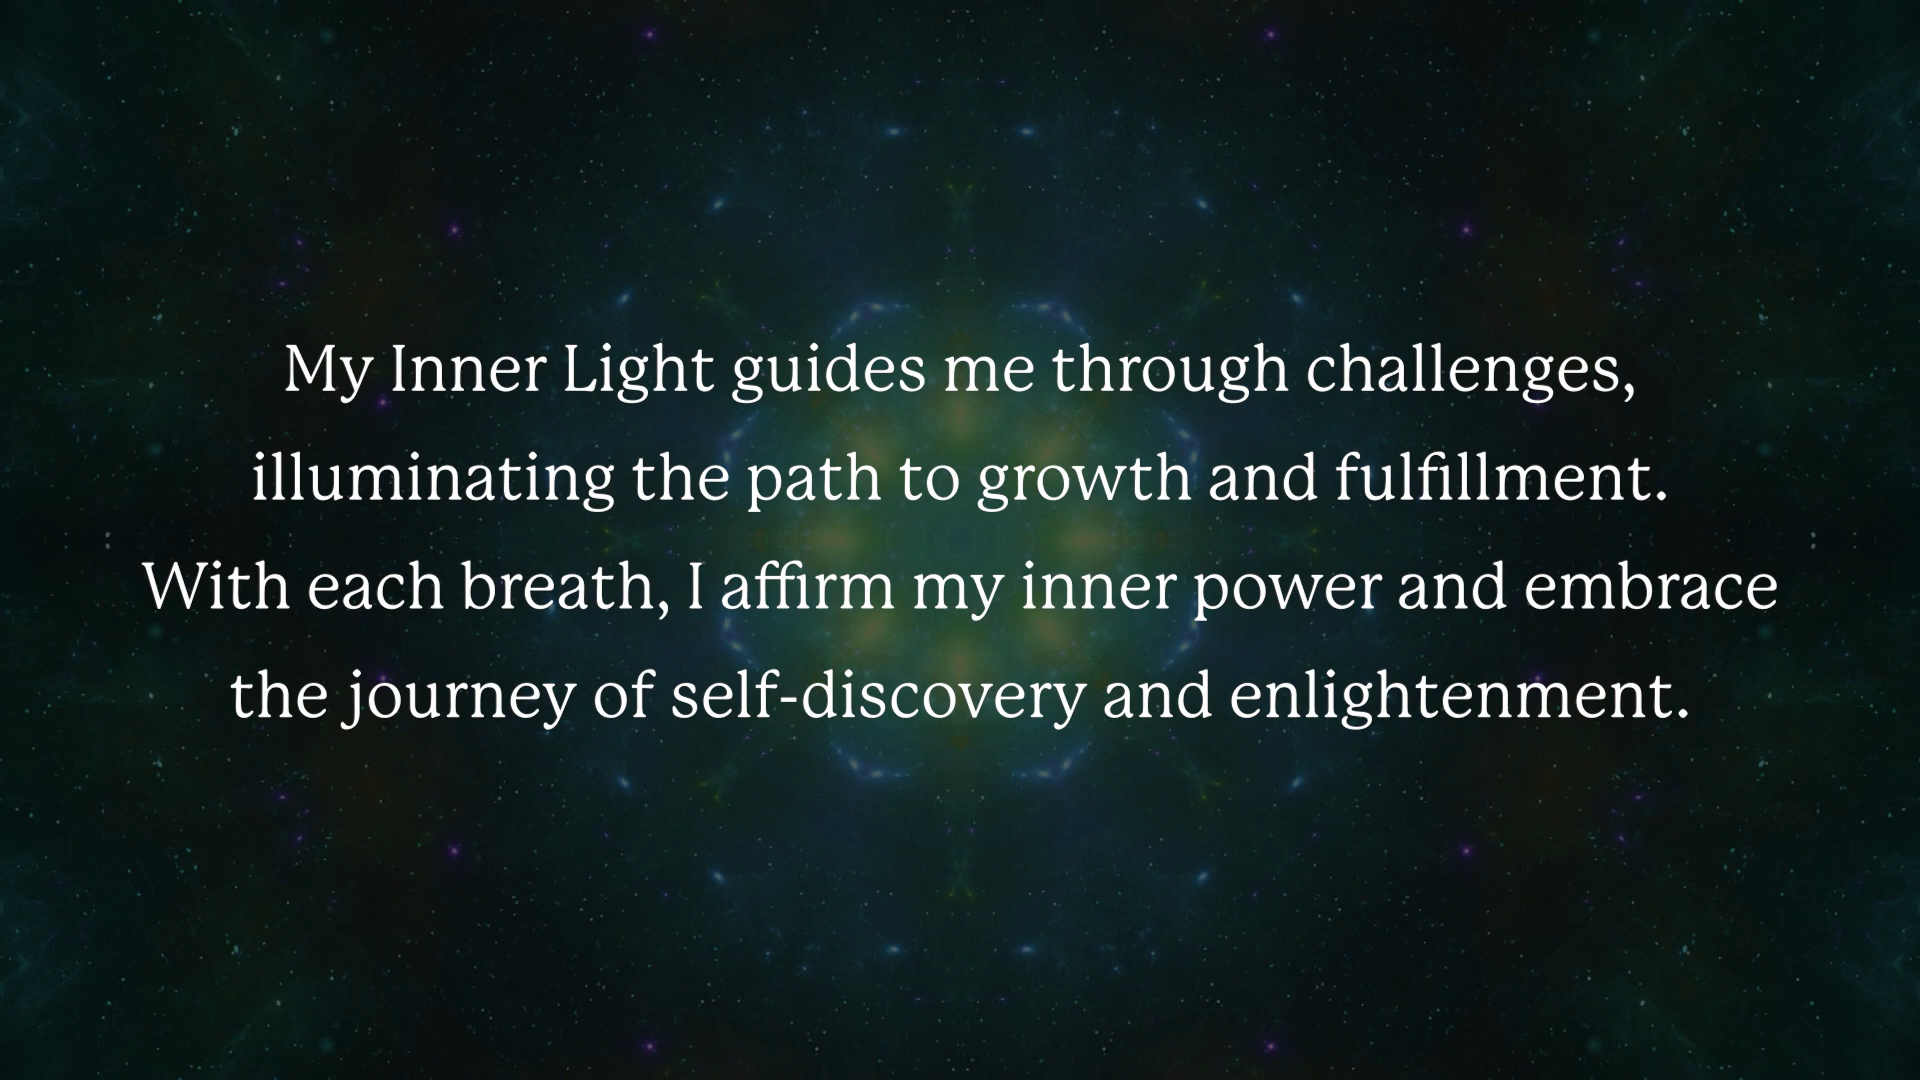 My Inner Light guides me through challenges,
illuminating the path to growth and fulfillment.
With each breath, I affirm my inner power and embrace
the journey of self-discovery and enlightenment.